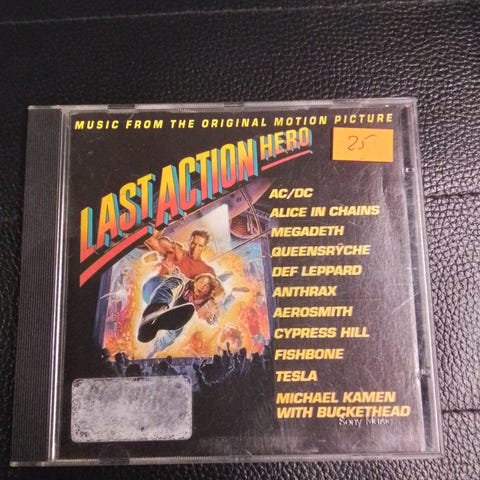 MUSIC FROM THE ORIGINAL MOTION PICTURE
LAST ACTION HERO
25
AC/DC
ALICE IN CHAINS
MEGADETH
QUEENSRŸCHE
DEF LEPPARD
ANTHRAX
AEROSMITH
CYPRESS HILL
FISHBONE
TESLA
MICHAEL KAMEN
WITH BUCKETHEAD
Sony Music